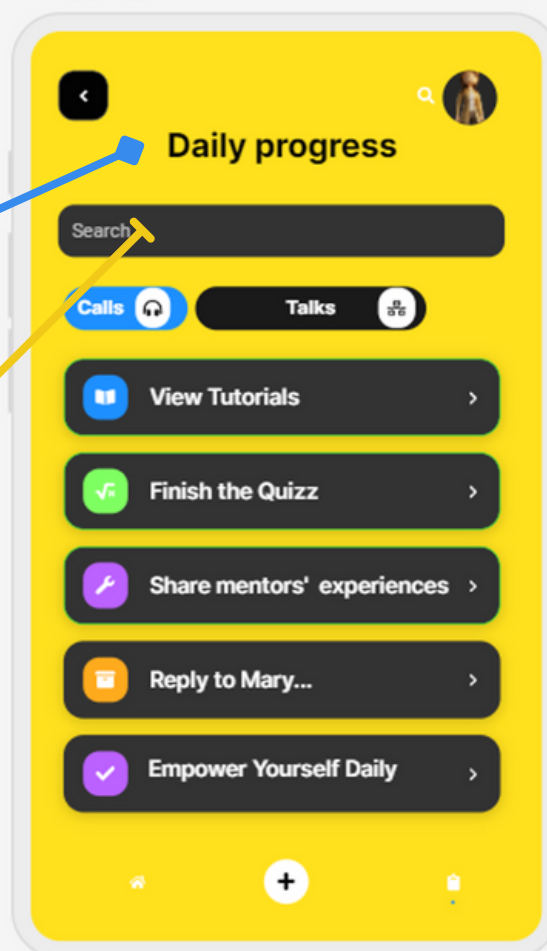 Daily progress
Search
Calls
Talks
View Tutorials
Finish the Quizz
Share mentors' experiences
Reply to Mary...
Empower Yourself Daily